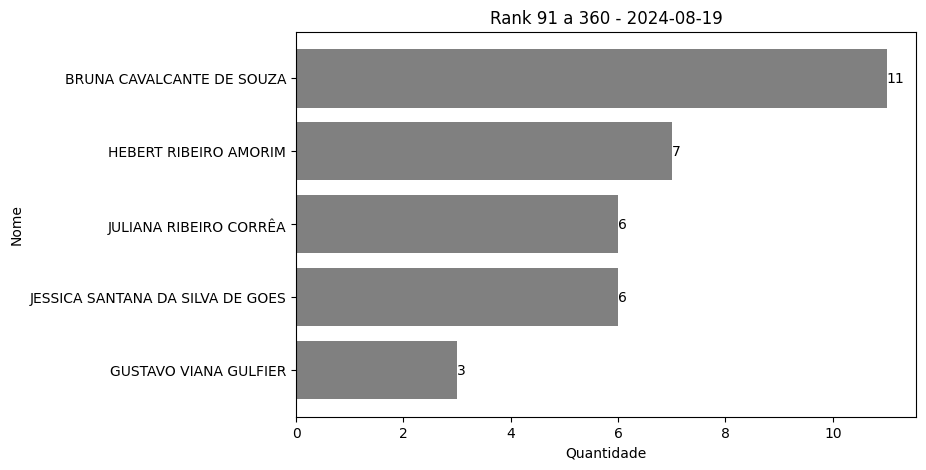 Rank 91 a 360 - 2024-08-19
BRUNA CAVALCANTE DE SOUZA
11
HEBERT RIBEIRO AMORIM
7
JULIANA RIBEIRO CORRÊA
6
JESSICA SANTANA DA SILVA DE GOES
6
GUSTAVO VIANA GULFIER
3
Nome
0 2 4 6 8 10
Quantidade